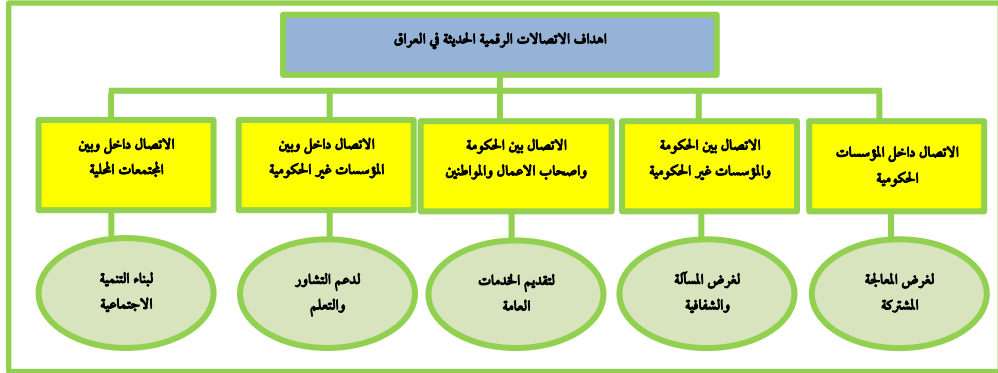 اهداف الاتصالات الرقمية الحديثة في العراق
الاتصال داخل المؤسسات
الحكومية
الاتصال بين الحكومة
والمؤسسات غير الحكومية
الاتصال بين الحكومة
واصحاب الاعمال والمواطنين
الاتصال داخل وبين
المؤسسات غير الحكومية
الاتصال داخل وبين
المجتمعات المحلية
لغرض المعالجة
المشتركة
لغرض المسآلة
والشفافية
لتقديم الخدمات
العامة
لدعم التشاور
والتعلم
لبناء التنمية
الاجتماعية